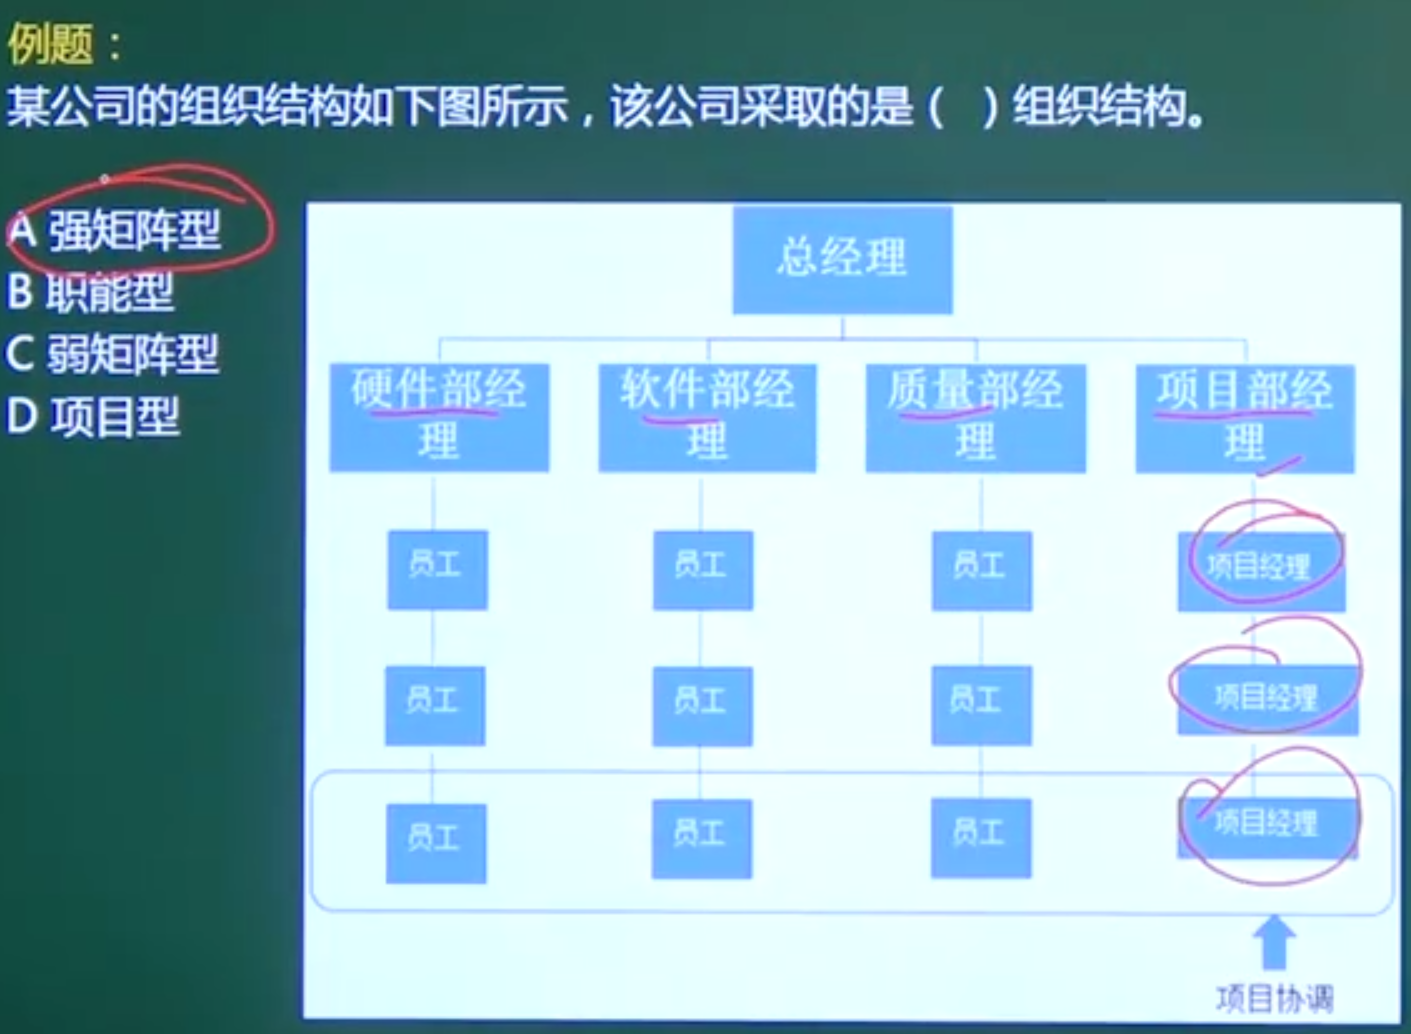 例题：
某公司的组织结构如下图所示，该公司采取的是（ ）组织结构。
A 强矩阵型
B 职能型
C 弱矩阵型
D 项目型
总经理
硬件部经理
软件部经理
质量部经理
项目部经理
员工 员工 员工 项目经理
员工 员工 员工 项目经理
员工 员工 员工 项目经理
项目协调